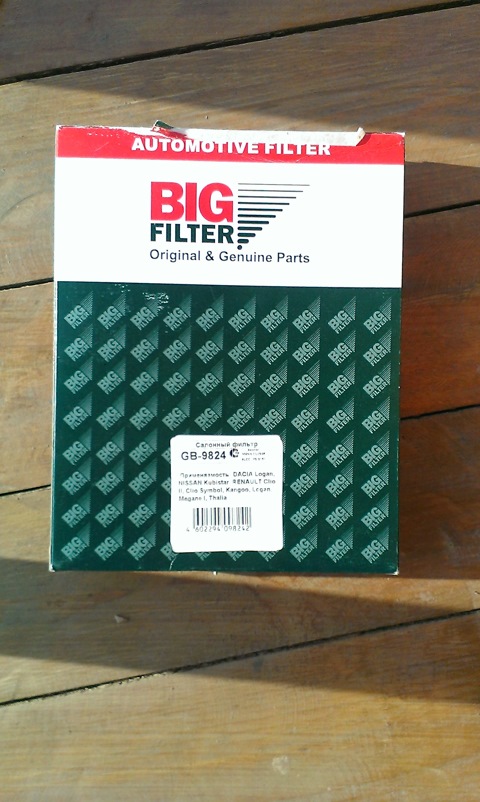 AUTOMOTIVE FILTER
BIG
FILTER
Original & Genuine Parts
Салонный фильтр
GB-9824
Применяемость: DACIA Logan,
NISSAN Kubistar, RENAULT Clio
II, Clio Symbol, Kangoo, Logan,
Megane I, Thalia
4 602294 098242